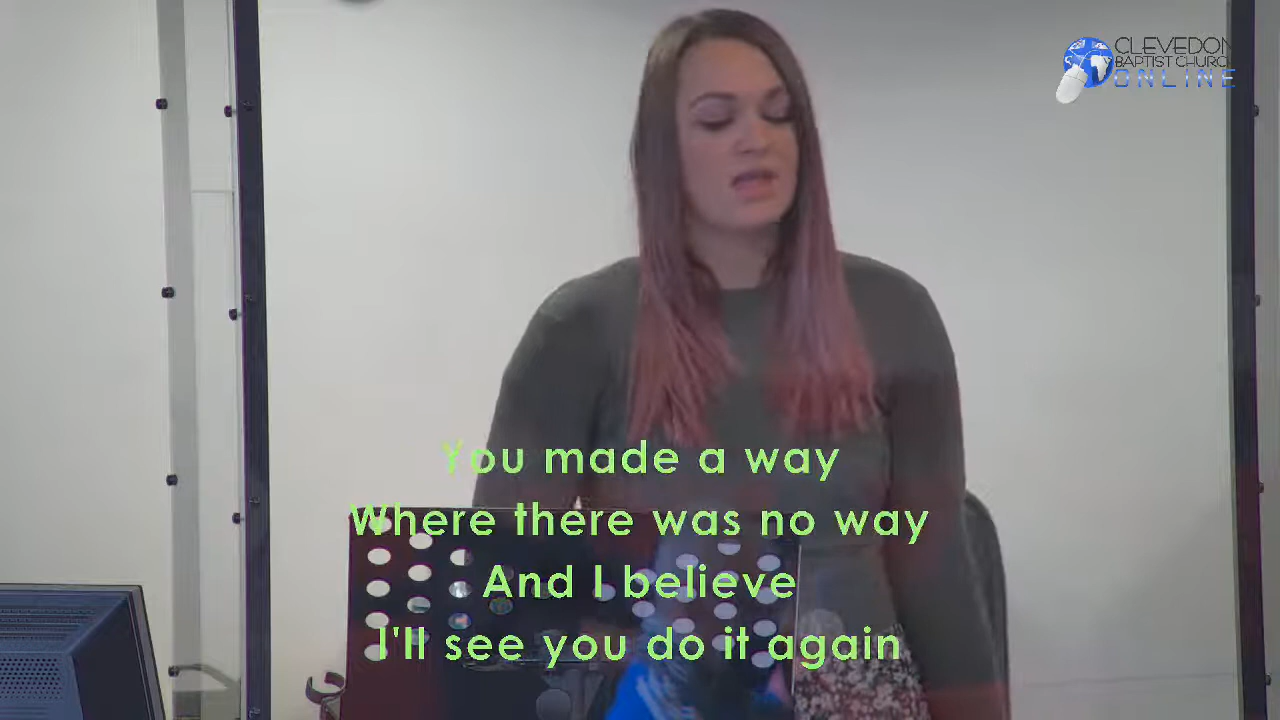 CLEVEDON
BAPTIST CHURCH
ONLINE
You made a way
Where there was no way
And I believe
I'll see you do it again